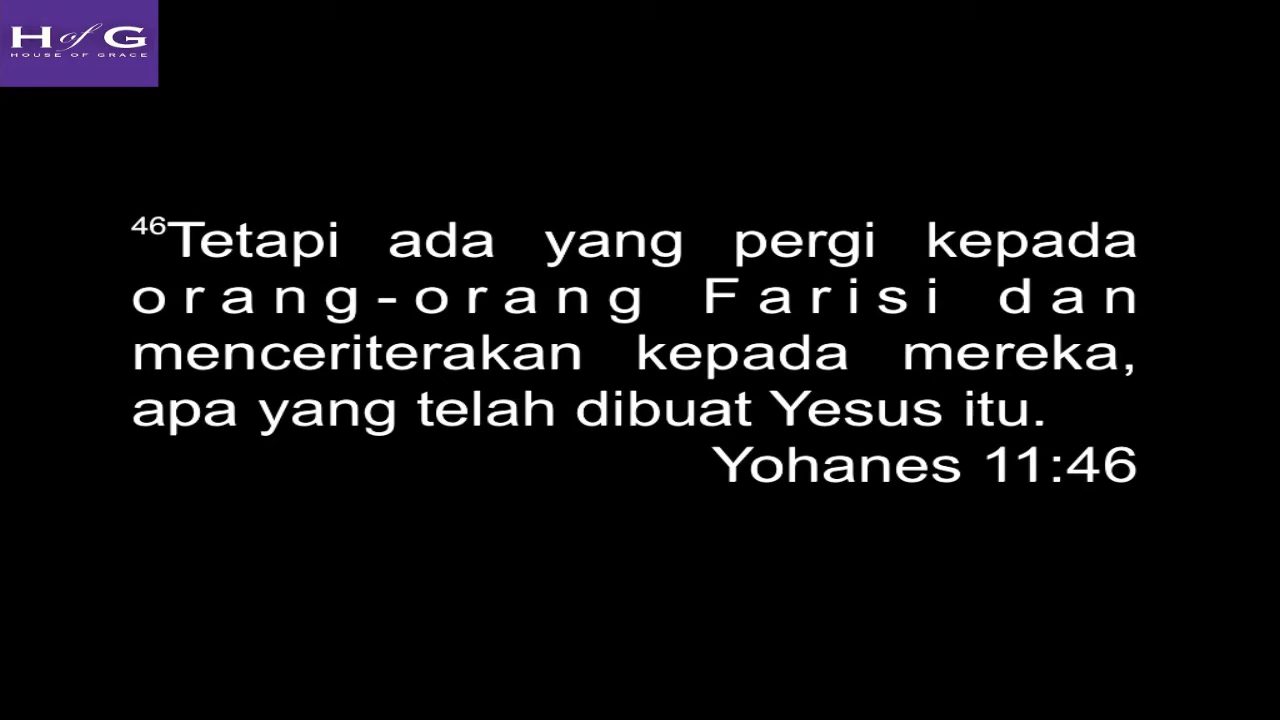 H of G
HOUSE OF GRACE
46Tetapi ada yang pergi kepada
orang-orang Farisi dan
menceriterakan kepada mereka,
apa yang telah dibuat Yesus itu.
Yohanes 11:46